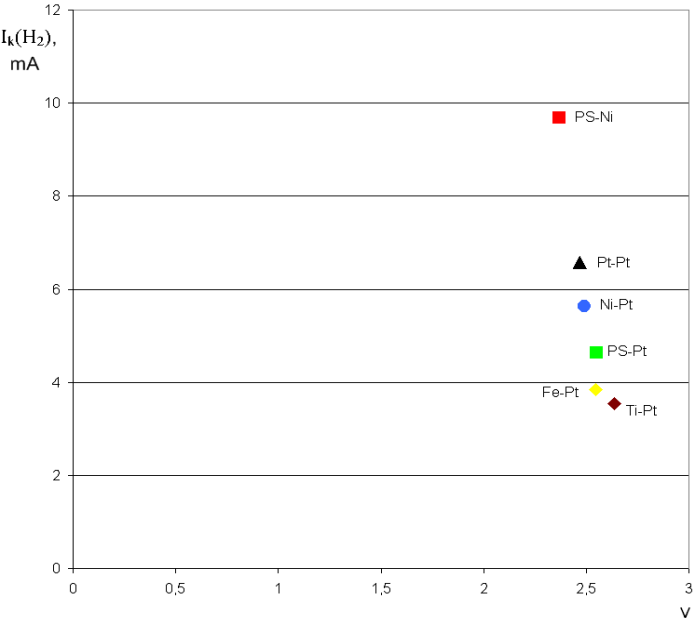 12
I_k(H₂),
mA
10
PS-Ni
8
Pt-Pt
6
Ni-Pt
PS-Pt
4
Fe-Pt
Ti-Pt
2
0
0 0,5 1 1,5 2 2,5 3
V